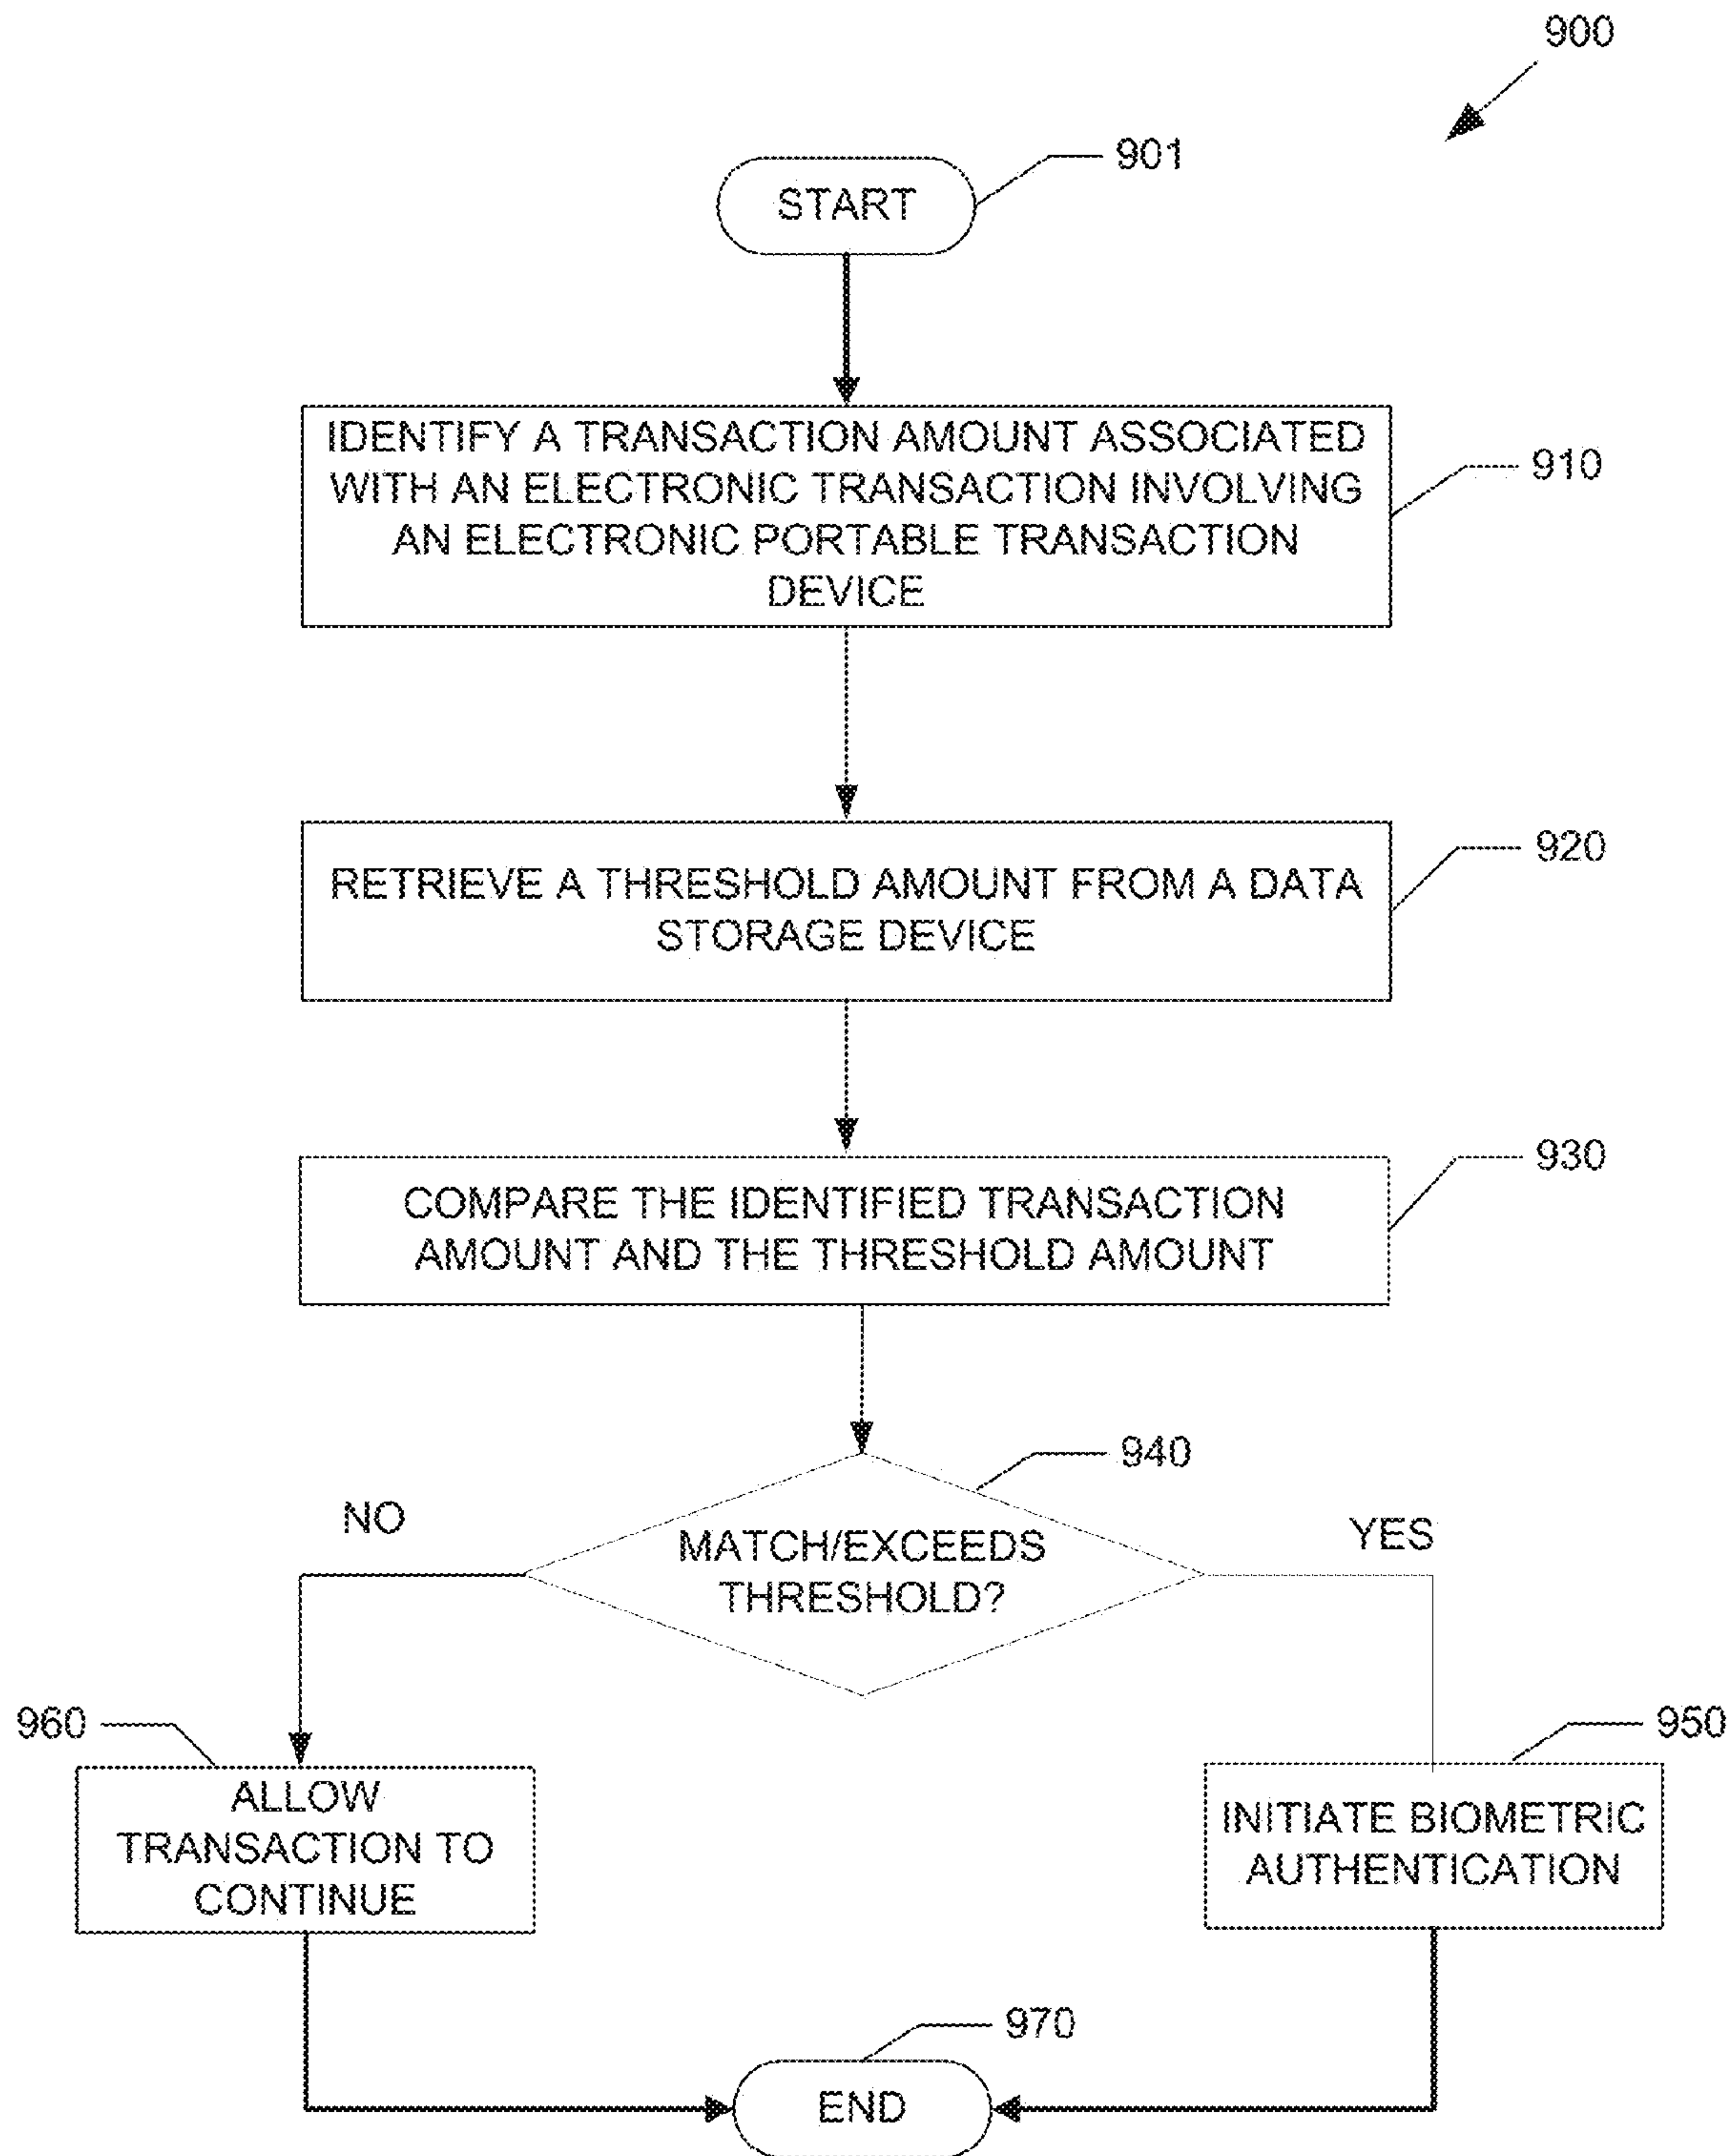 900
901
START
IDENTIFY A TRANSACTION AMOUNT ASSOCIATED
WITH AN ELECTRONIC TRANSACTION INVOLVING
AN ELECTRONIC PORTABLE TRANSACTION
DEVICE
910
RETRIEVE A THRESHOLD AMOUNT FROM A DATA
STORAGE DEVICE
920
COMPARE THE IDENTIFIED TRANSACTION
AMOUNT AND THE THRESHOLD AMOUNT
930
940
MATCH/EXCEEDS
THRESHOLD?
NO
YES
960
ALLOW
TRANSACTION TO
CONTINUE
950
INITIATE BIOMETRIC
AUTHENTICATION
970
END